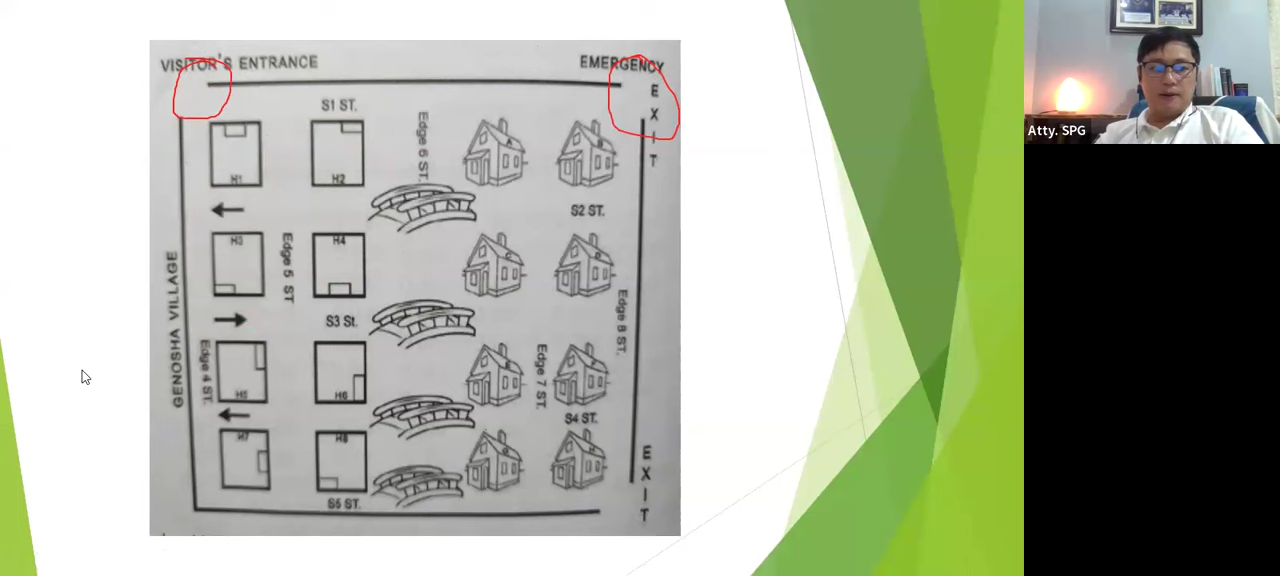 VISITOR'S ENTRANCE
EMERGENCY
EXIT
S1 ST.
Edge 6 ST.
H1
H2
A
B
S2 ST.
H3
H4
Edge 5 ST
C
GENOSHA VILLAGE
S3 St.
Edge 8 ST.
Edge 4 ST.
H5
H6
Edge 7 ST.
S4 ST.
H7
H8
EXIT
S5 ST.
Atty. SPG